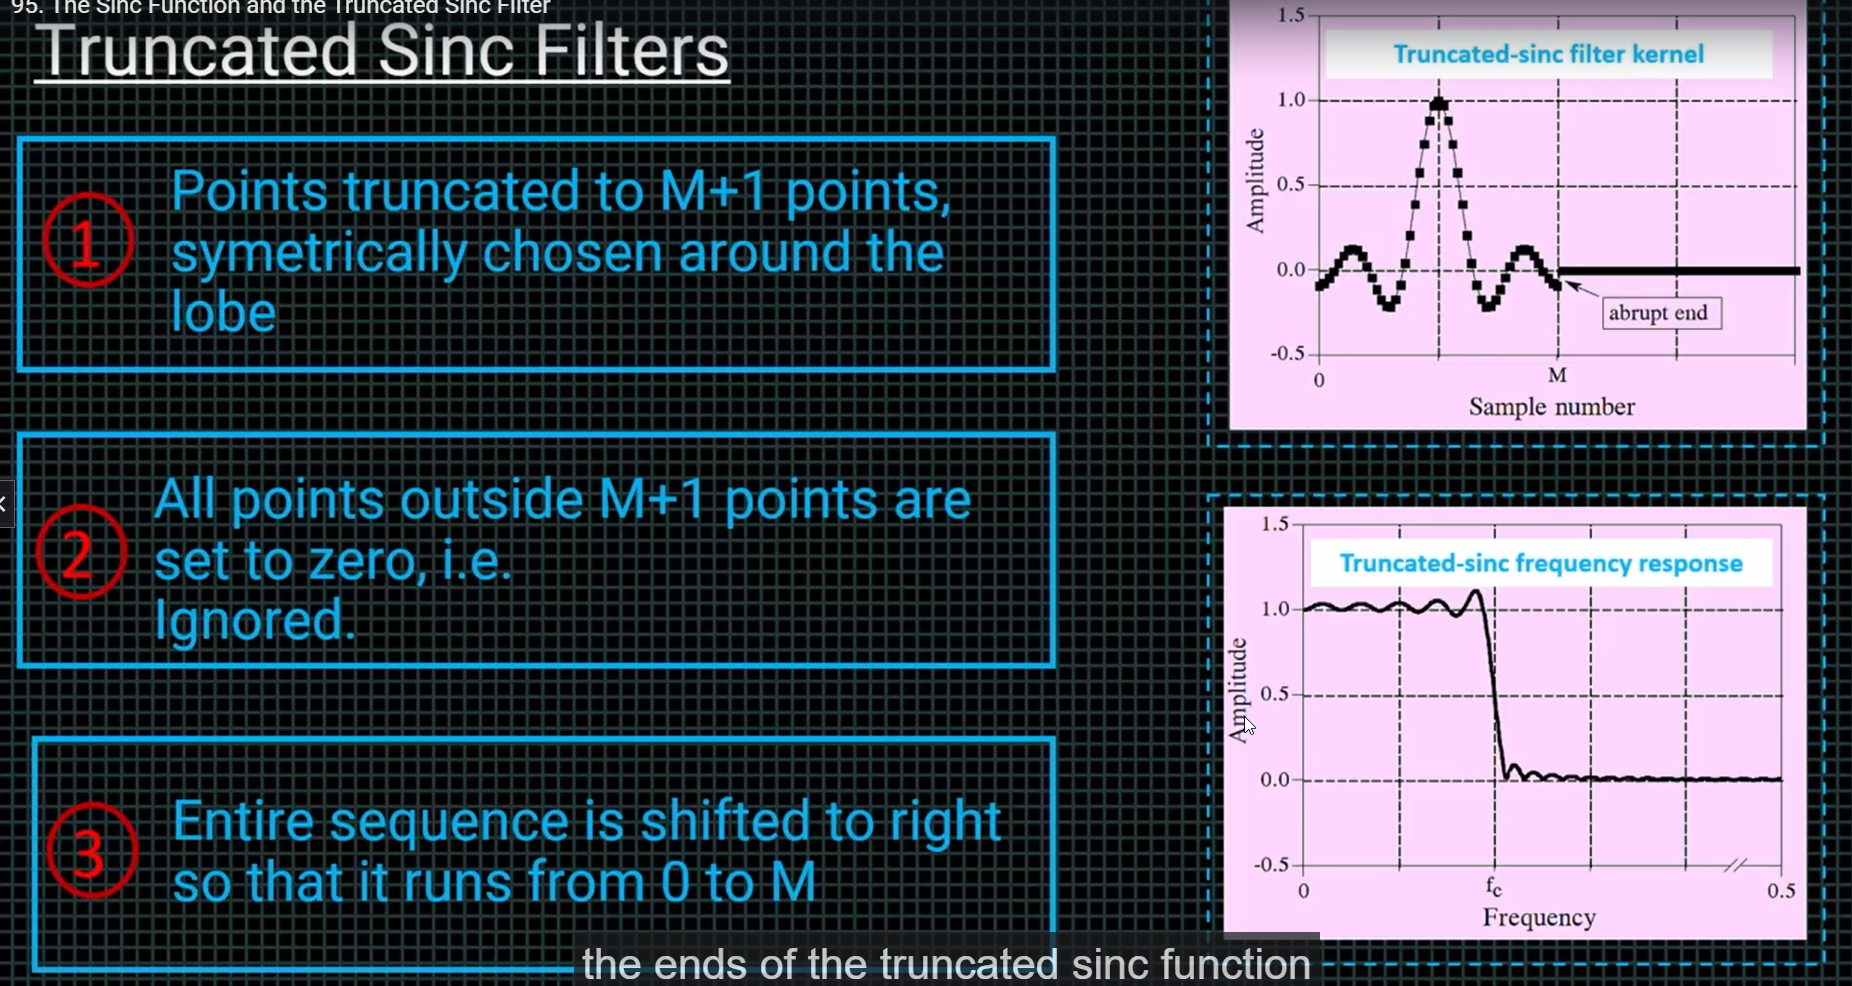 95. The Sinc Function and the Truncated Sinc Filter
Truncated Sinc Filters
1
Points truncated to M+1 points,
symetrically chosen around the
lobe
2
All points outside M+1 points are
set to zero, i.e.
Ignored.
3
Entire sequence is shifted to right
so that it runs from 0 to M
Truncated-sinc filter kernel
1.5
1.0
0.5
0.0
-0.5
Amplitude
abrupt end
0
M
Sample number
Truncated-sinc frequency response
1.5
1.0
0.5
0.0
-0.5
Amplitude
0
fc
0.5
Frequency
the ends of the truncated sinc function